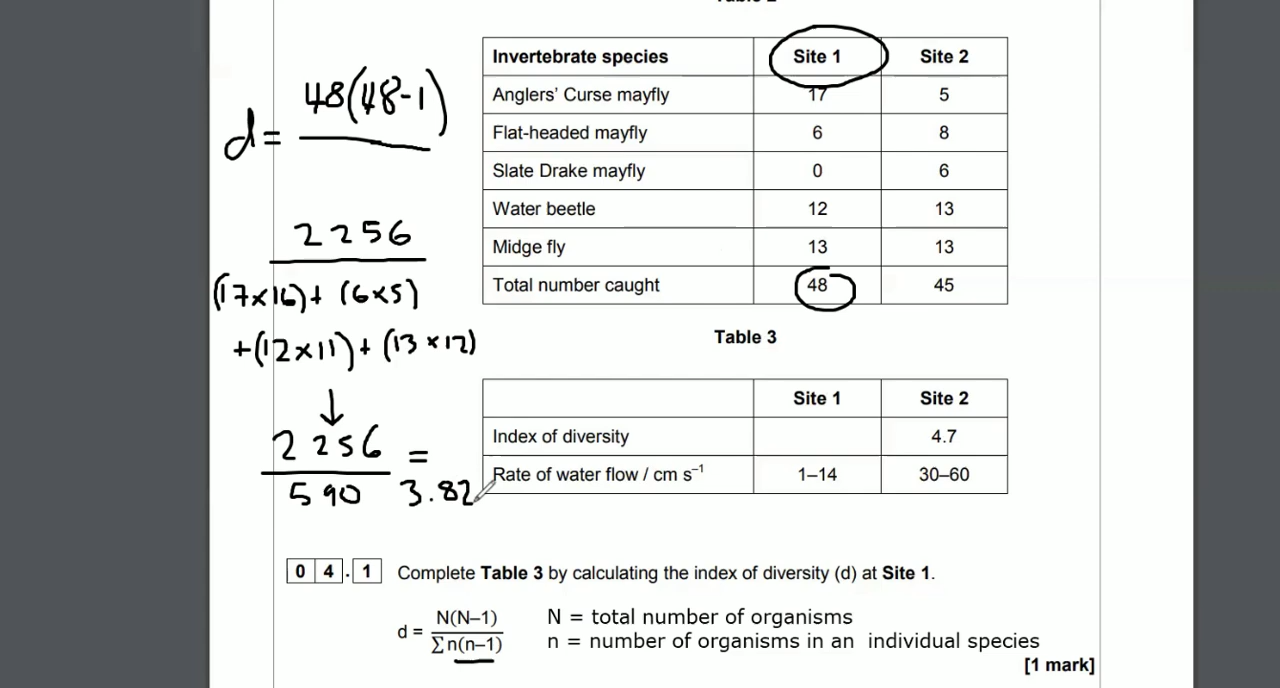 Invertebrate species Site 1 Site 2
Anglers' Curse mayfly 17 5
Flat-headed mayfly 6 8
Slate Drake mayfly 0 6
Water beetle 12 13
Midge fly 13 13
Total number caught 48 45
d = 48(48-1)
2256
(17×16)+ (6×5)
+(12×11)+ (13×12)
↓
2256 =
590 3.82
Table 3
Site 1 Site 2
Index of diversity 4.7
Rate of water flow / cm s⁻¹ 1–14 30–60
0 4 . 1 Complete Table 3 by calculating the index of diversity (d) at Site 1.
N(N–1) N = total number of organisms
d =
Σn(n–1) n = number of organisms in an individual species
[1 mark]